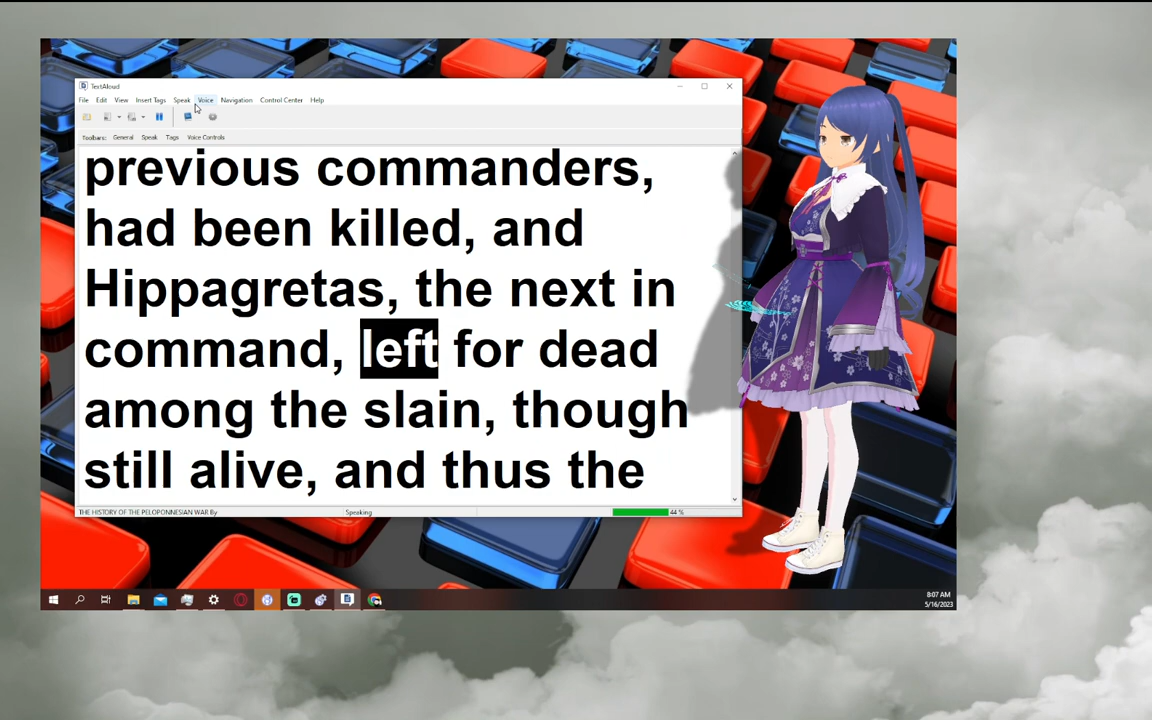 TextAloud
File Edit View Insert Tags Speak Voice Navigation Control Center Help
Toolbars: General Speak Tags Voice Controls
previous commanders,
had been killed, and
Hippagretas, the next in
command, left for dead
among the slain, though
still alive, and thus the
THE HISTORY OF THE PELOPONNESIAN WAR By Speaking 44 %
8:07 AM
5/16/2023